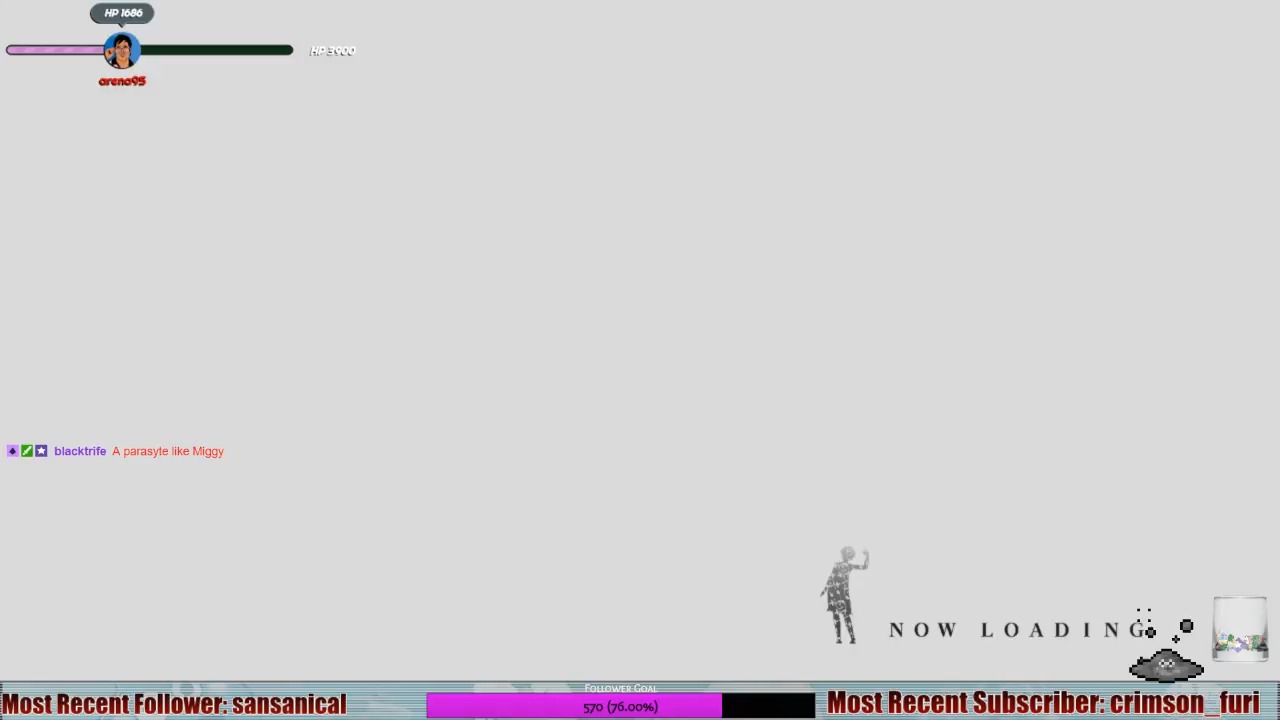 HP 1686
HP 3900
arena95
blacktrife A parasyte like Miggy
NOW LOADING
Follower Goal
Most Recent Follower: sansanical
570 (76.00%)
Most Recent Subscriber: crimson_furi